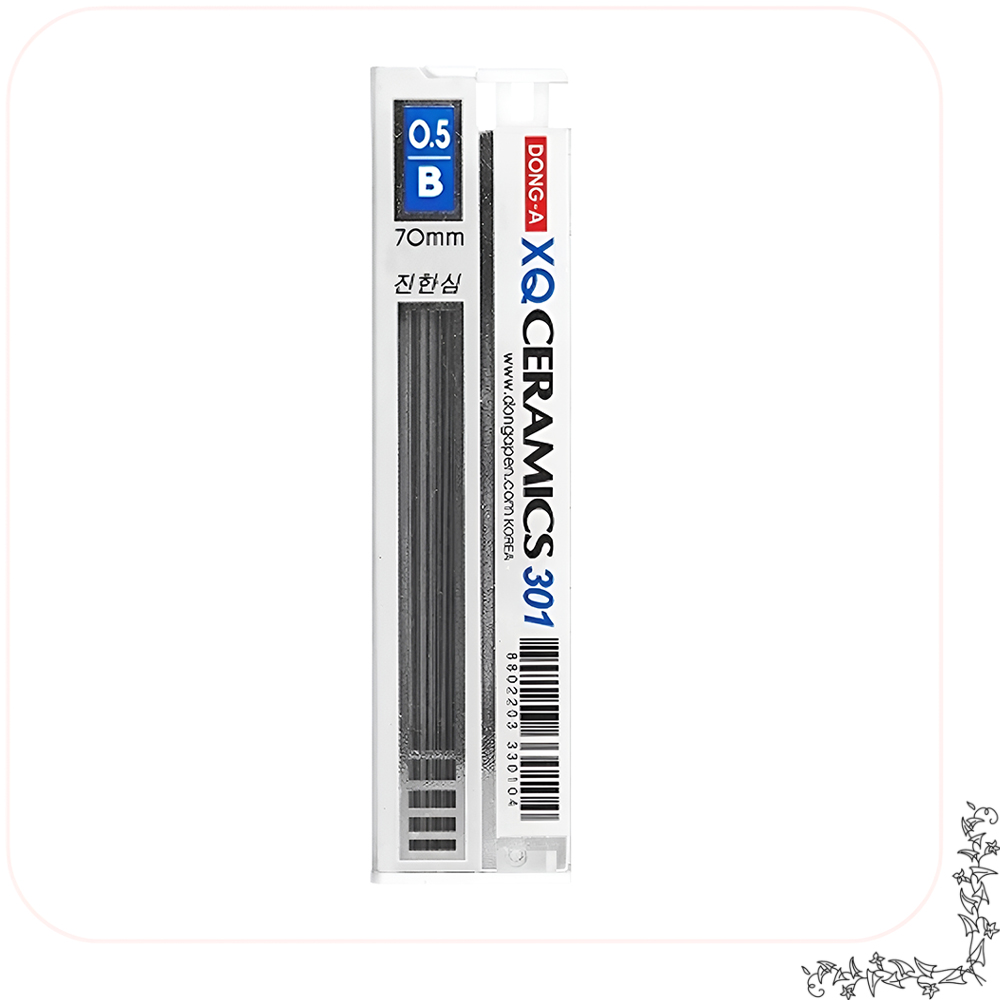 0.5
B
70mm
진한심
DONG-A
XQ CERAMICS 301
www.dongapen.com KOREA
8802203 330104